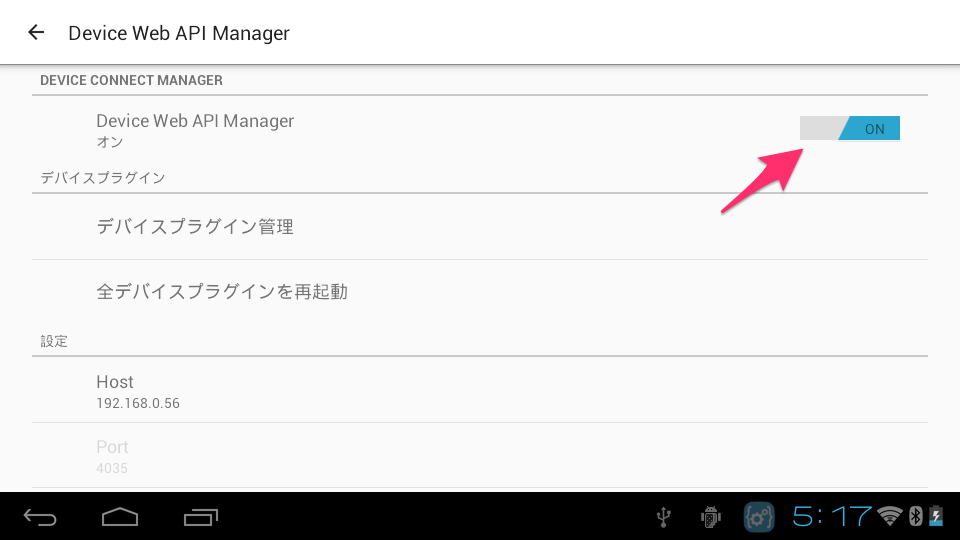 Device Web API Manager
DEVICE CONNECT MANAGER
Device Web API Manager
オン
ON
デバイスプラグイン
デバイスプラグイン管理
全デバイスプラグインを再起動
設定
Host
192.168.0.56
Port
4035
5:17